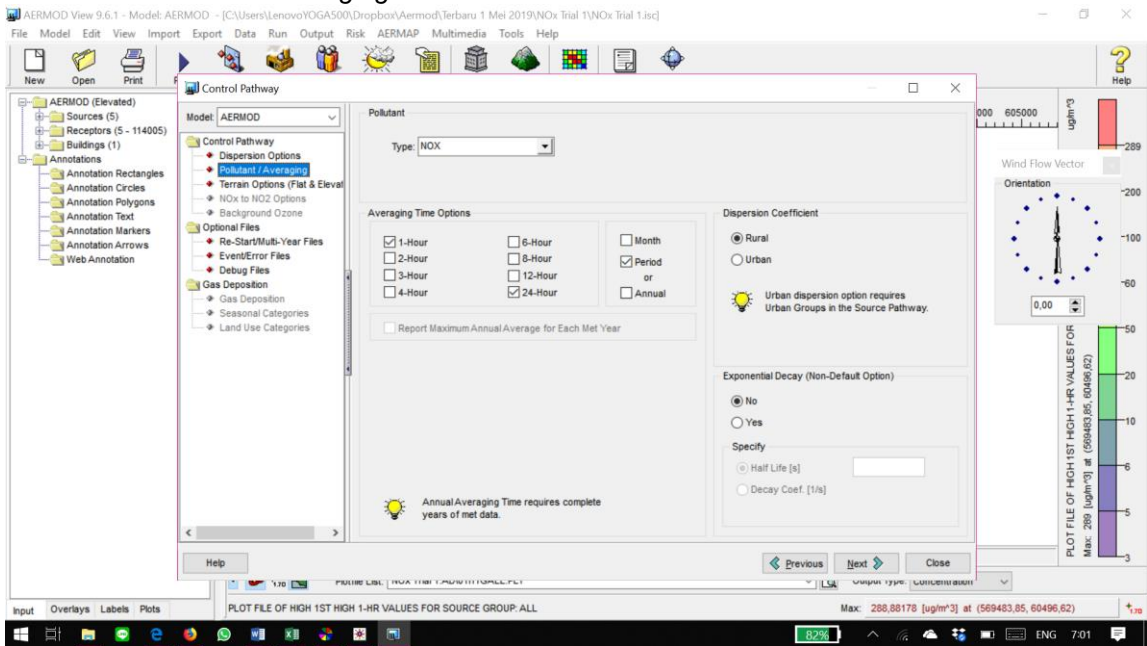 AERMOD View 9.6.1 - Model: AERMOD - [C:\Users\LenovoYOGA500\Dropbox\Aermod\Terbaru 1 Mei 2019\NOx Trial 1\NOx Trial 1.isc]
File Model Edit View Import Export Data Run Output Risk AERMAP Multimedia Tools Help
New Open Print Help
AERMOD (Elevated)
Sources (5)
Receptors (5 - 114005)
Buildings (1)
Annotations
Annotation Rectangles
Annotation Circles
Annotation Polygons
Annotation Text
Annotation Markers
Annotation Arrows
Web Annotation
Control Pathway
Model: AERMOD
Control Pathway
Dispersion Options
Pollutant / Averaging
Terrain Options (Flat & Elevat
NOx to NO2 Options
Background Ozone
Optional Files
Re-Start/Multi-Year Files
Event/Error Files
Debug Files
Gas Deposition
Gas Deposition
Seasonal Categories
Land Use Categories
Pollutant
Type: NOX
Averaging Time Options
1-Hour 6-Hour Month
2-Hour 8-Hour Period
3-Hour 12-Hour or
4-Hour 24-Hour Annual
Report Maximum Annual Average for Each Met Year
Annual Averaging Time requires complete
years of met data.
Dispersion Coefficient
Rural
Urban
Urban dispersion option requires
Urban Groups in the Source Pathway.
Exponential Decay (Non-Default Option)
No
Yes
Specify
Half Life [s]
Decay Coef. [1/s]
Help Previous Next Close
000 605000
Wind Flow Vector
Orientation
0,00
ug/m^3
289
200
100
60
50
20
10
6
5
3
PLOT FILE OF HIGH 1ST HIGH 1-HR VALUES FOR
Max: 289 [ug/m^3] at (569483,85, 60496,62)
Output Type: Concentration
Input Overlays Labels Plots
PLOT FILE OF HIGH 1ST HIGH 1-HR VALUES FOR SOURCE GROUP: ALL
Max: 288,88178 [ug/m^3] at (569483,85, 60496,62)
1.70
82% ENG 7:01